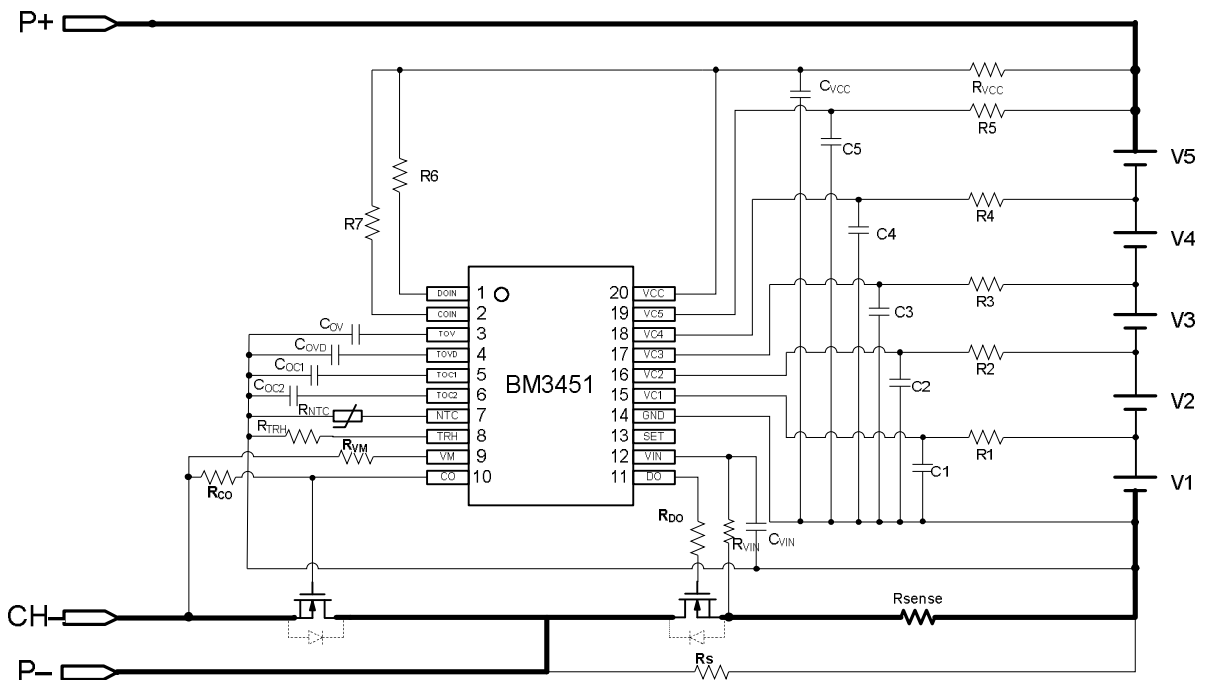 P+
CVCC
RVCC
R5
C5
V5
R6
R4
R7
C4
V4
DOIN 1
20 VCC
R3
COIN 2
19 VC5
C3
COV
TOV 3
18 VC4
V3
COVD
TOVD 4
17 VC3
R2
COC1
TOC1 5
BM3451
16 VC2
C2
COC2
TOC2 6
15 VC1
V2
RNTC
NTC 7
14 GND
RTRH
TRH 8
13 SET
R1
RVM
VM 9
12 VIN
C1
RCO
CO 10
11 DO
V1
RDO
RVIN
CVIN
Rsense
CH–
Rs
P–